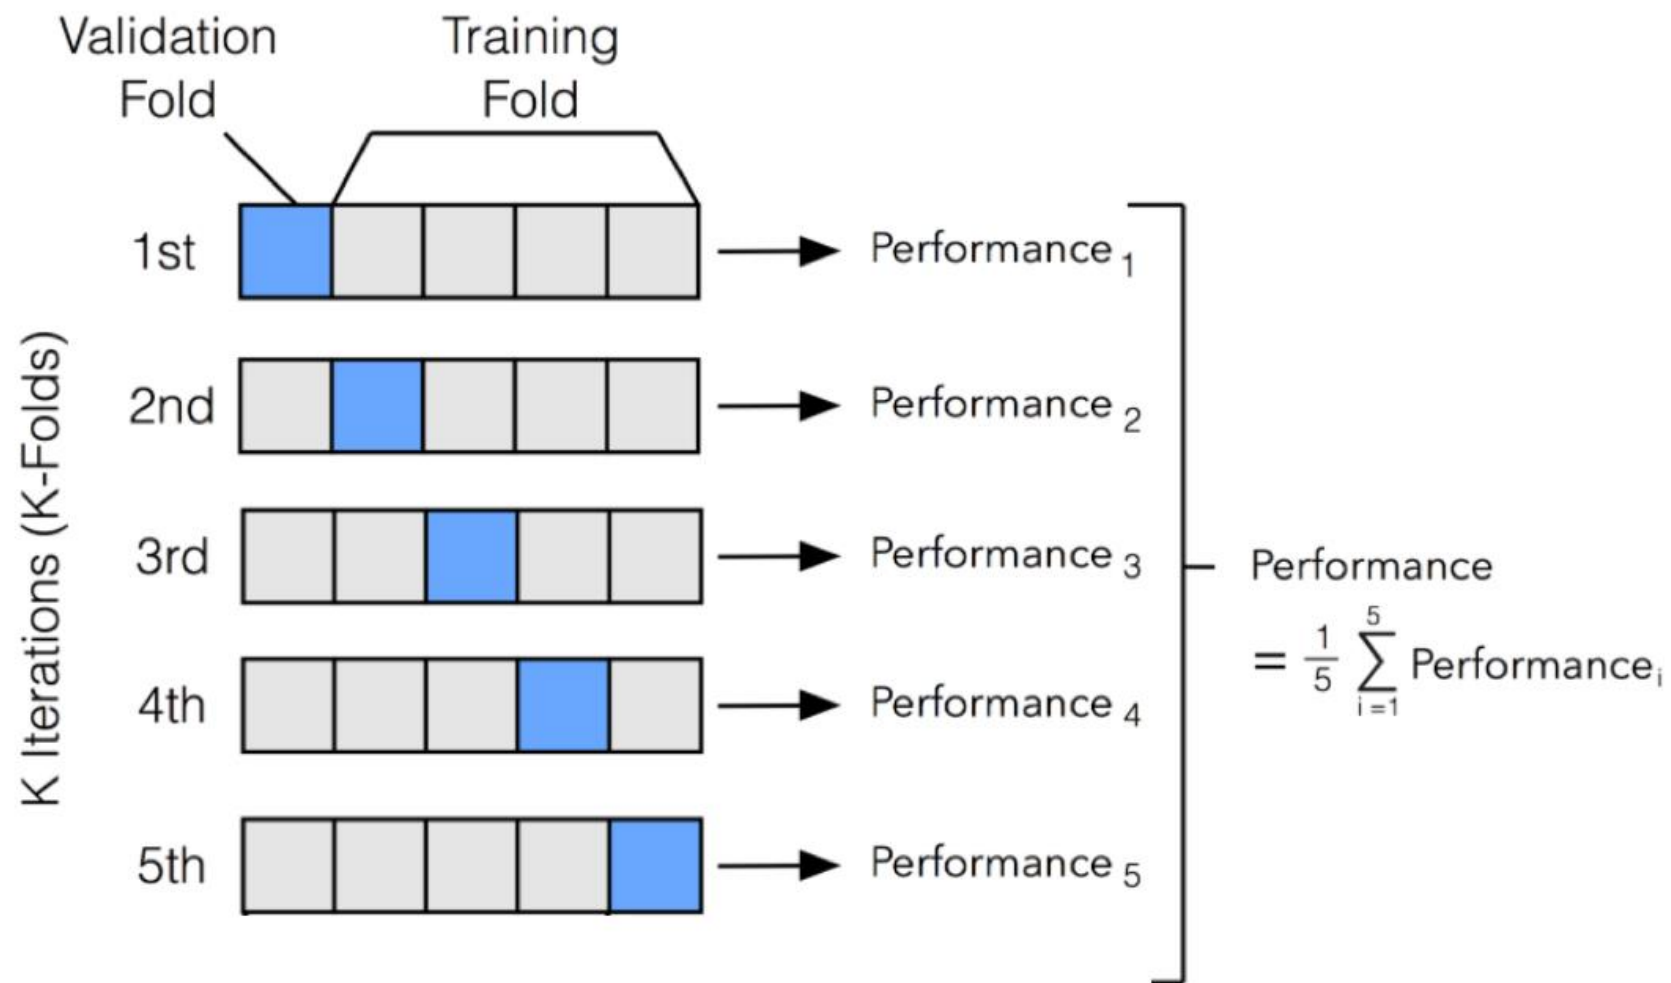 Validation
Fold
Training
Fold
K Iterations (K-Folds)
1st
Performance 1
2nd
Performance 2
3rd
Performance 3
4th
Performance 4
5th
Performance 5
Performance
= 1/5 5∑i=1 Performance i